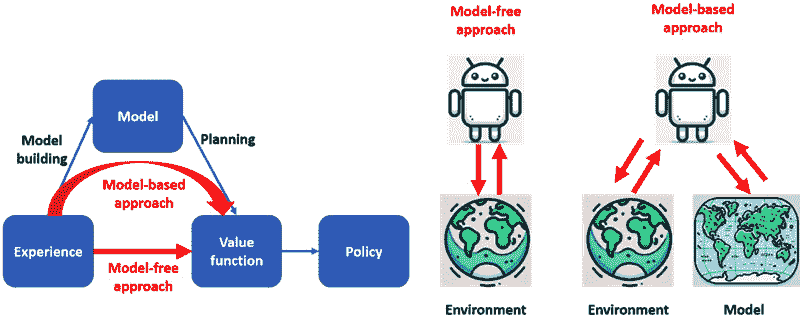 Model
Model
building
Planning
Model-based
approach
Experience
Value
function
Policy
Model-free
approach
Model-free
approach
Environment
Model-based
approach
Environment
Model